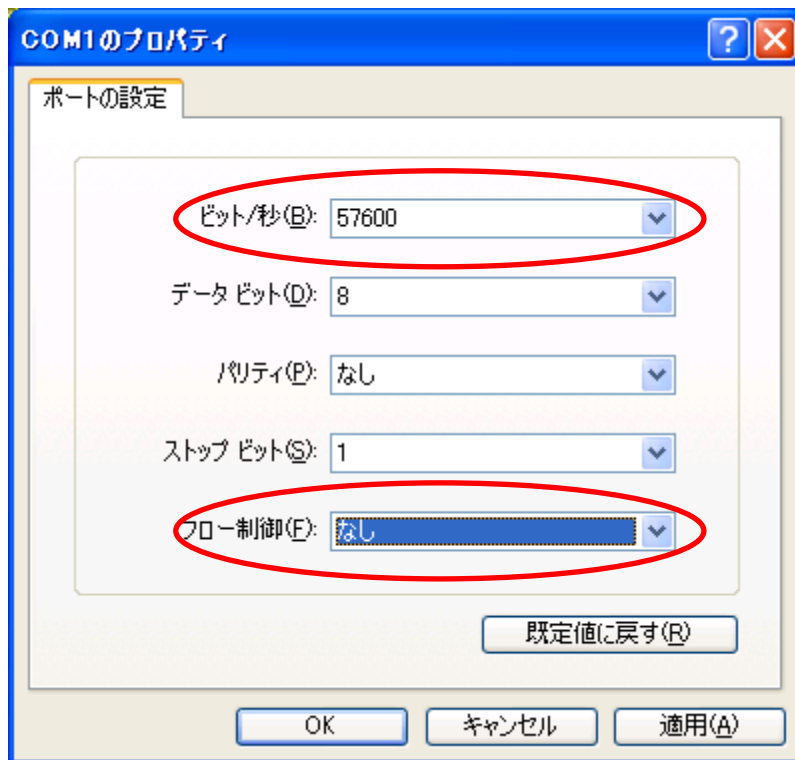 COM1のプロパティ
ポートの設定
ビット/秒(B): 57600
データ ビット(D): 8
パリティ(P): なし
ストップ ビット(S): 1
フロー制御(F): なし
既定値に戻す(R)
OK キャンセル 適用(A)